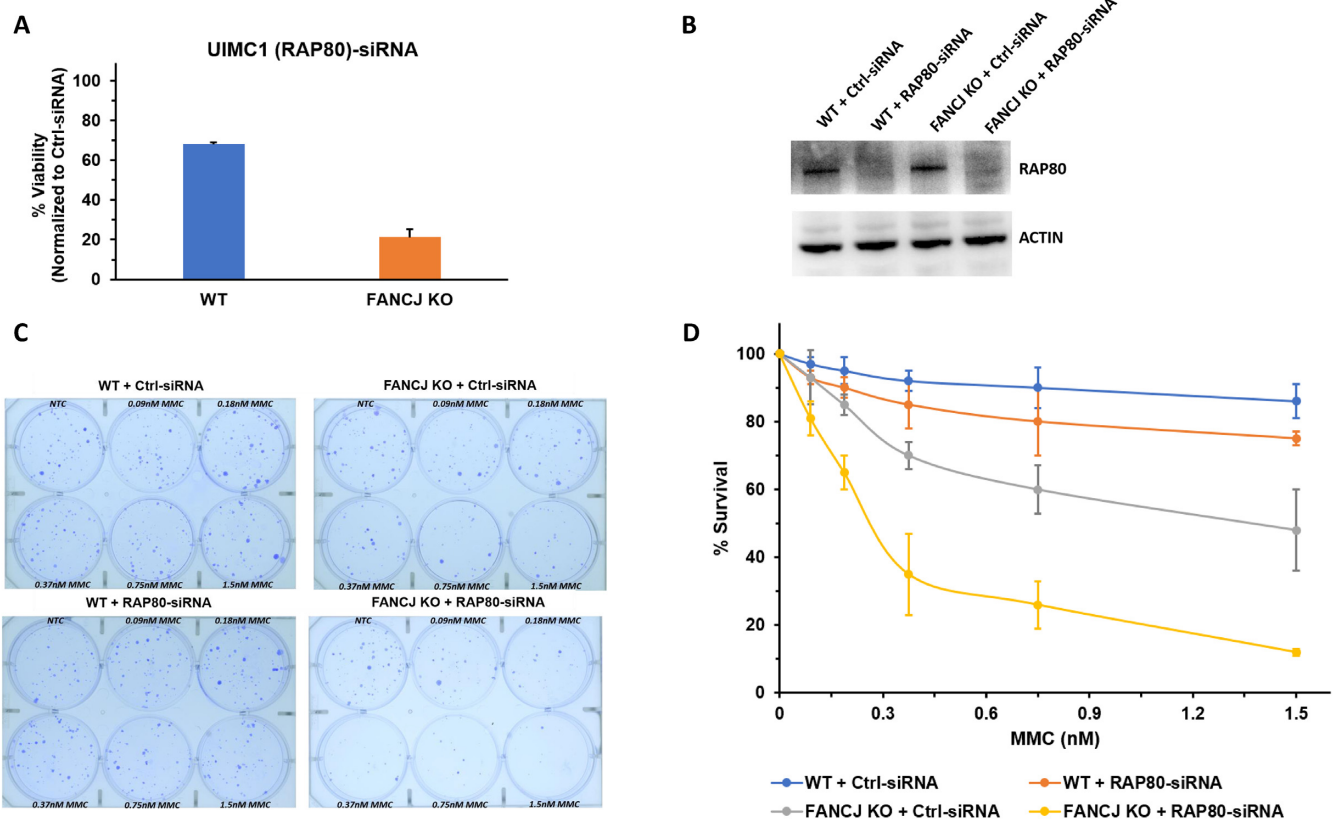 A
UIMC1 (RAP80)-siRNA
% Viability
(Normalized to Ctrl-siRNA)
100
80
60
40
20
0
WT
FANCJ KO
B
WT + Ctrl-siRNA
WT + RAP80-siRNA
FANCJ KO + Ctrl-siRNA
FANCJ KO + RAP80-siRNA
RAP80
ACTIN
C
WT + Ctrl-siRNA
NTC 0.09nM MMC 0.18nM MMC
0.37nM MMC 0.75nM MMC 1.5nM MMC
FANCJ KO + Ctrl-siRNA
NTC 0.09nM MMC 0.18nM MMC
0.37nM MMC 0.75nM MMC 1.5nM MMC
WT + RAP80-siRNA
NTC 0.09nM MMC 0.18nM MMC
0.37nM MMC 0.75nM MMC 1.5nM MMC
FANCJ KO + RAP80-siRNA
NTC 0.09nM MMC 0.18nM MMC
0.37nM MMC 0.75nM MMC 1.5nM MMC
D
% Survival
100
80
60
40
20
0
0 0.3 0.6 0.9 1.2 1.5
MMC (nM)
WT + Ctrl-siRNA
WT + RAP80-siRNA
FANCJ KO + Ctrl-siRNA
FANCJ KO + RAP80-siRNA